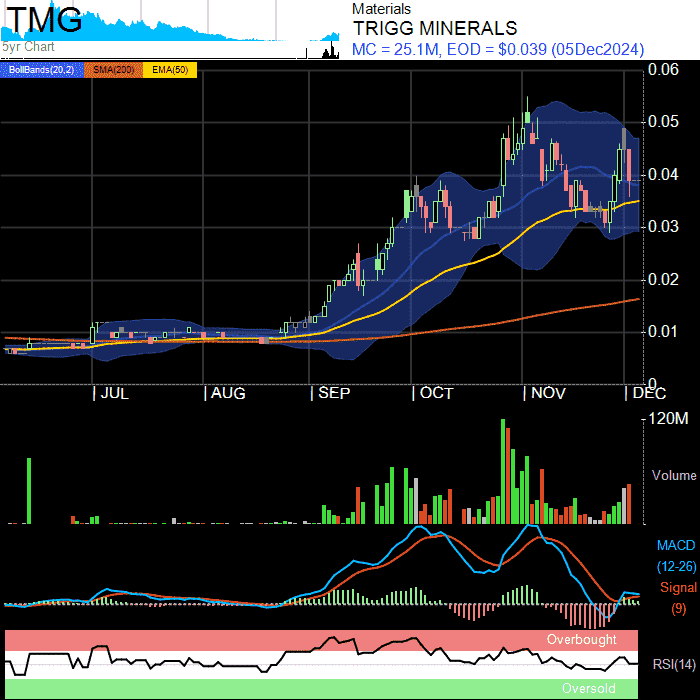 TMG
5yr Chart
Materials
TRIGG MINERALS
MC = 25.1M, EOD = $0.039 (05Dec2024)
BollBands(20,2) SMA(200) EMA(50)
0.06
0.05
0.04
0.03
0.02
0.01
0
JUL AUG SEP OCT NOV DEC
120M
Volume
MACD
(12-26)
Signal
(9)
Overbought
RSI(14)
Oversold